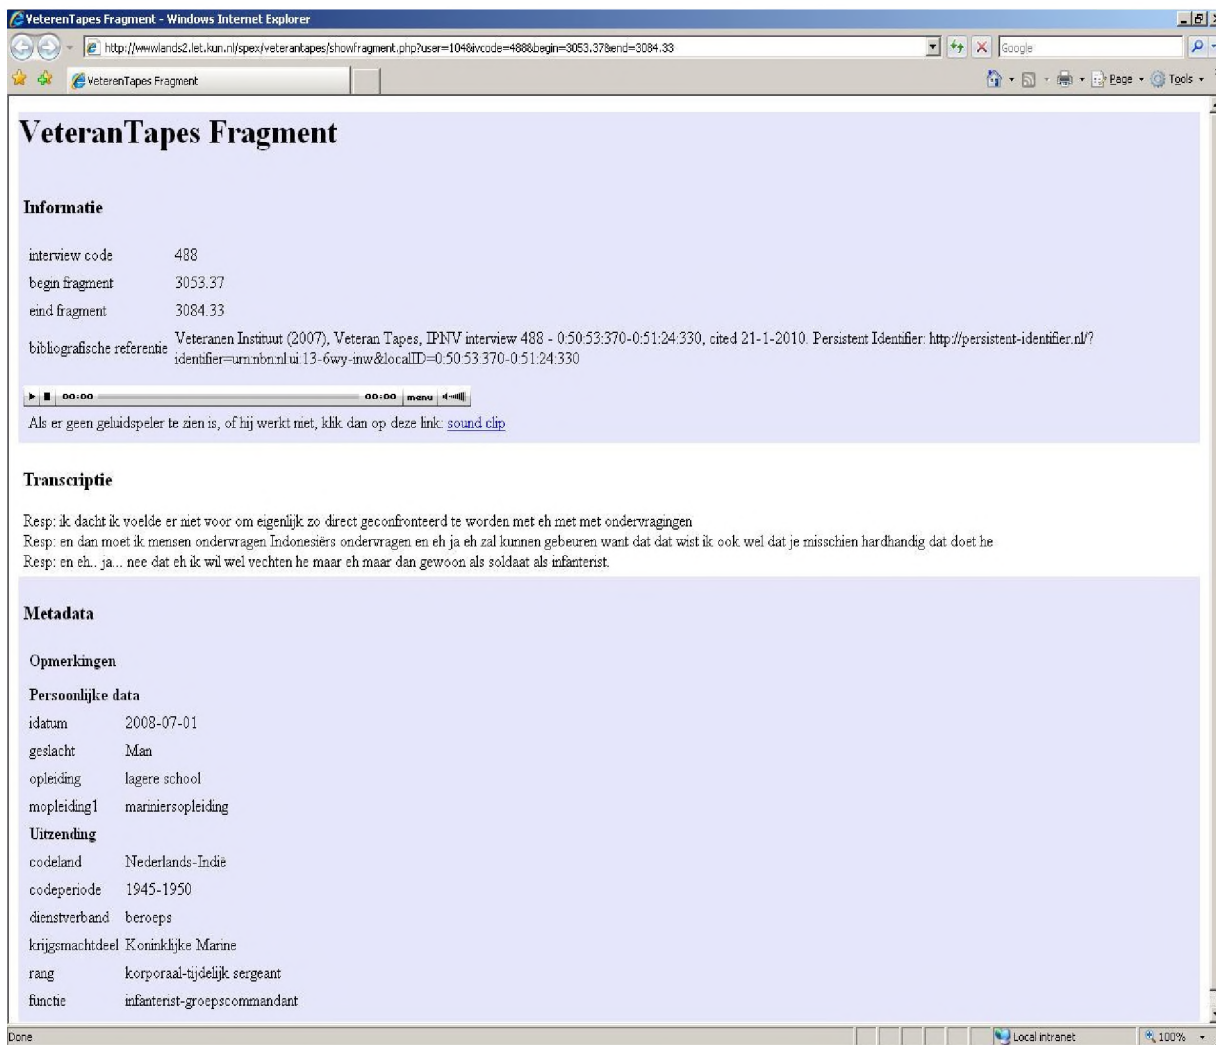 VeterenTapes Fragment - Windows Internet Explorer
http://wwwlands2.let.kun.nl/spex/veterantapes/showfragment.php?user=104&ivcode=488&begin=3053.37&end=3084.33
Google
VeterenTapes Fragment
Page
Tools
VeteranTapes Fragment
Informatie
interview code 488
begin fragment 3053.37
eind fragment 3084.33
bibliografische referentie Veteranen Instituut (2007), Veteran Tapes, IPNV interview 488 - 0:50:53:370-0:51:24:330, cited 21-1-2010. Persistent Identifier: http://persistent-identifier.nl/?
identifier=urn:nbn:nl:ui:13-6wy-inw&localID=0:50:53:370-0:51:24:330
00:00 00:00 menu
Als er geen geluidspeler te zien is, of hij werkt niet, klik dan op deze link: sound clip
Transcriptie
Resp: ik dacht ik voelde er niet voor om eigenlijk zo direct geconfronteerd te worden met eh met met ondervragingen
Resp: en dan moet ik mensen ondervragen Indonesiërs ondervragen en eh ja eh zal kunnen gebeuren want dat dat wist ik ook wel dat je misschien hardhandig dat doet he
Resp: en eh.. ja... nee dat eh ik wil wel vechten he maar eh maar dan gewoon als soldaat als infanterist.
Metadata
Opmerkingen
Persoonlijke data
idatum 2008-07-01
geslacht Man
opleiding lagere school
mopleiding1 mariniersopleiding
Uitzending
codeland Nederlands-Indië
codeperiode 1945-1950
dienstverband beroeps
krijgsmachtdeel Koninklijke Marine
rang korporaal-tijdelijk sergeant
functie infanterist-groepscommandant
Done
Local intranet
100%